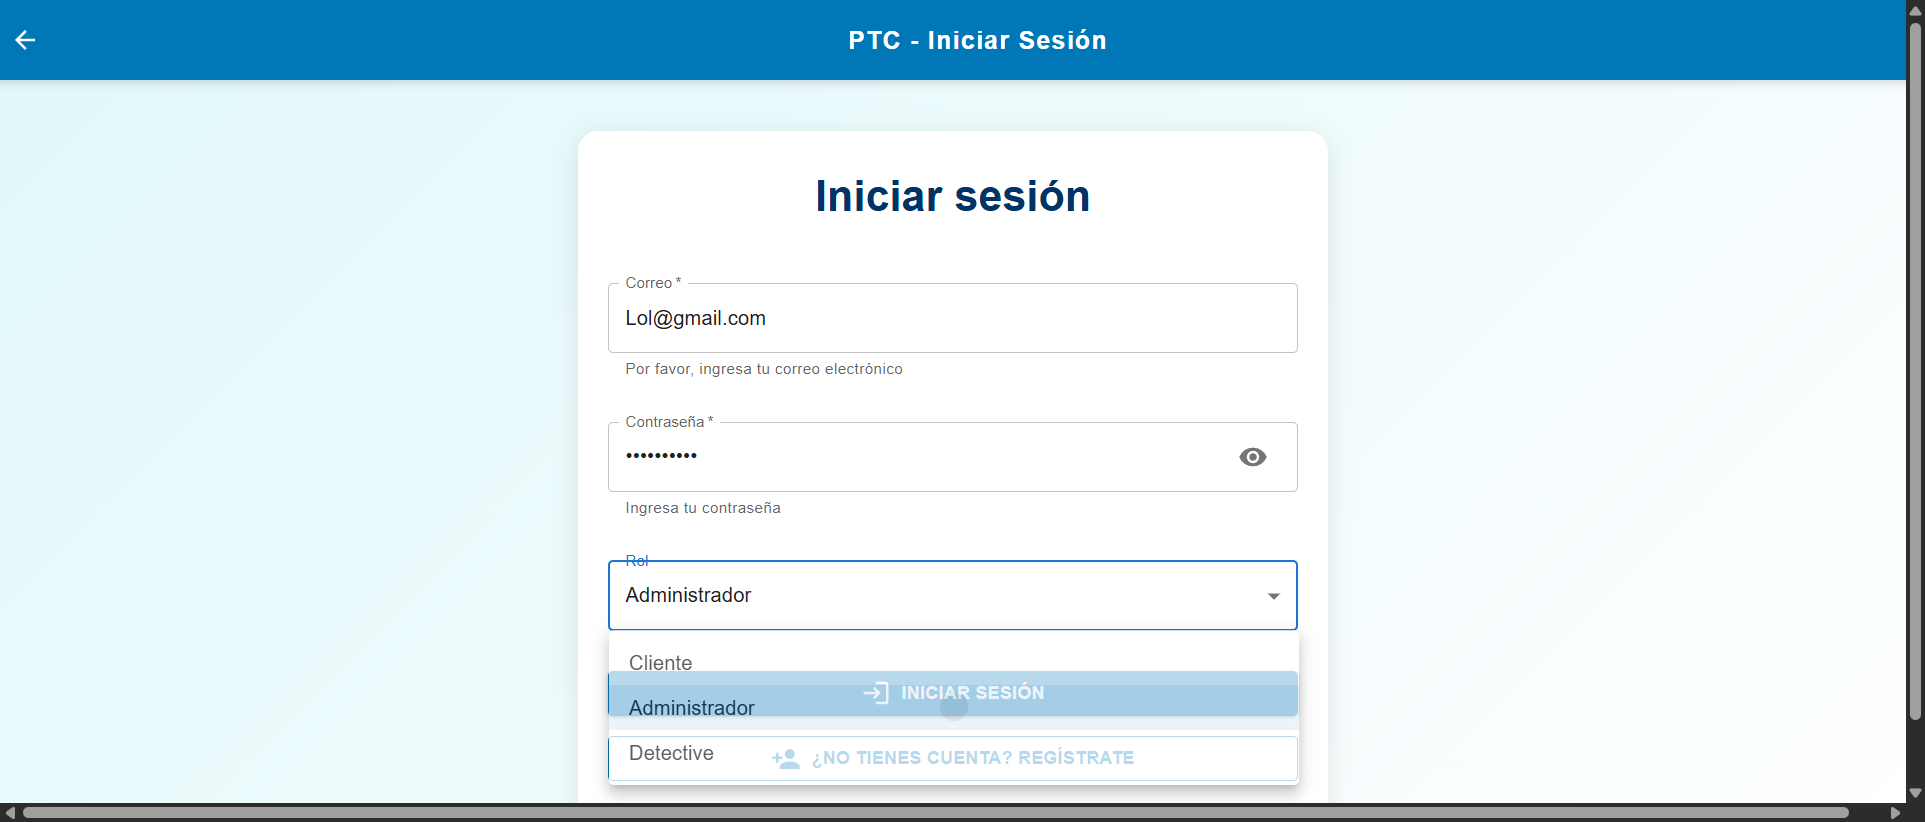 PTC - Iniciar Sesión
Iniciar sesión
Correo *
Lol@gmail.com
Por favor, ingresa tu correo electrónico
Contraseña *
••••••••••
Ingresa tu contraseña
Rol
Administrador
Cliente
INICIAR SESIÓN
Administrador
Detective
¿NO TIENES CUENTA? REGÍSTRATE